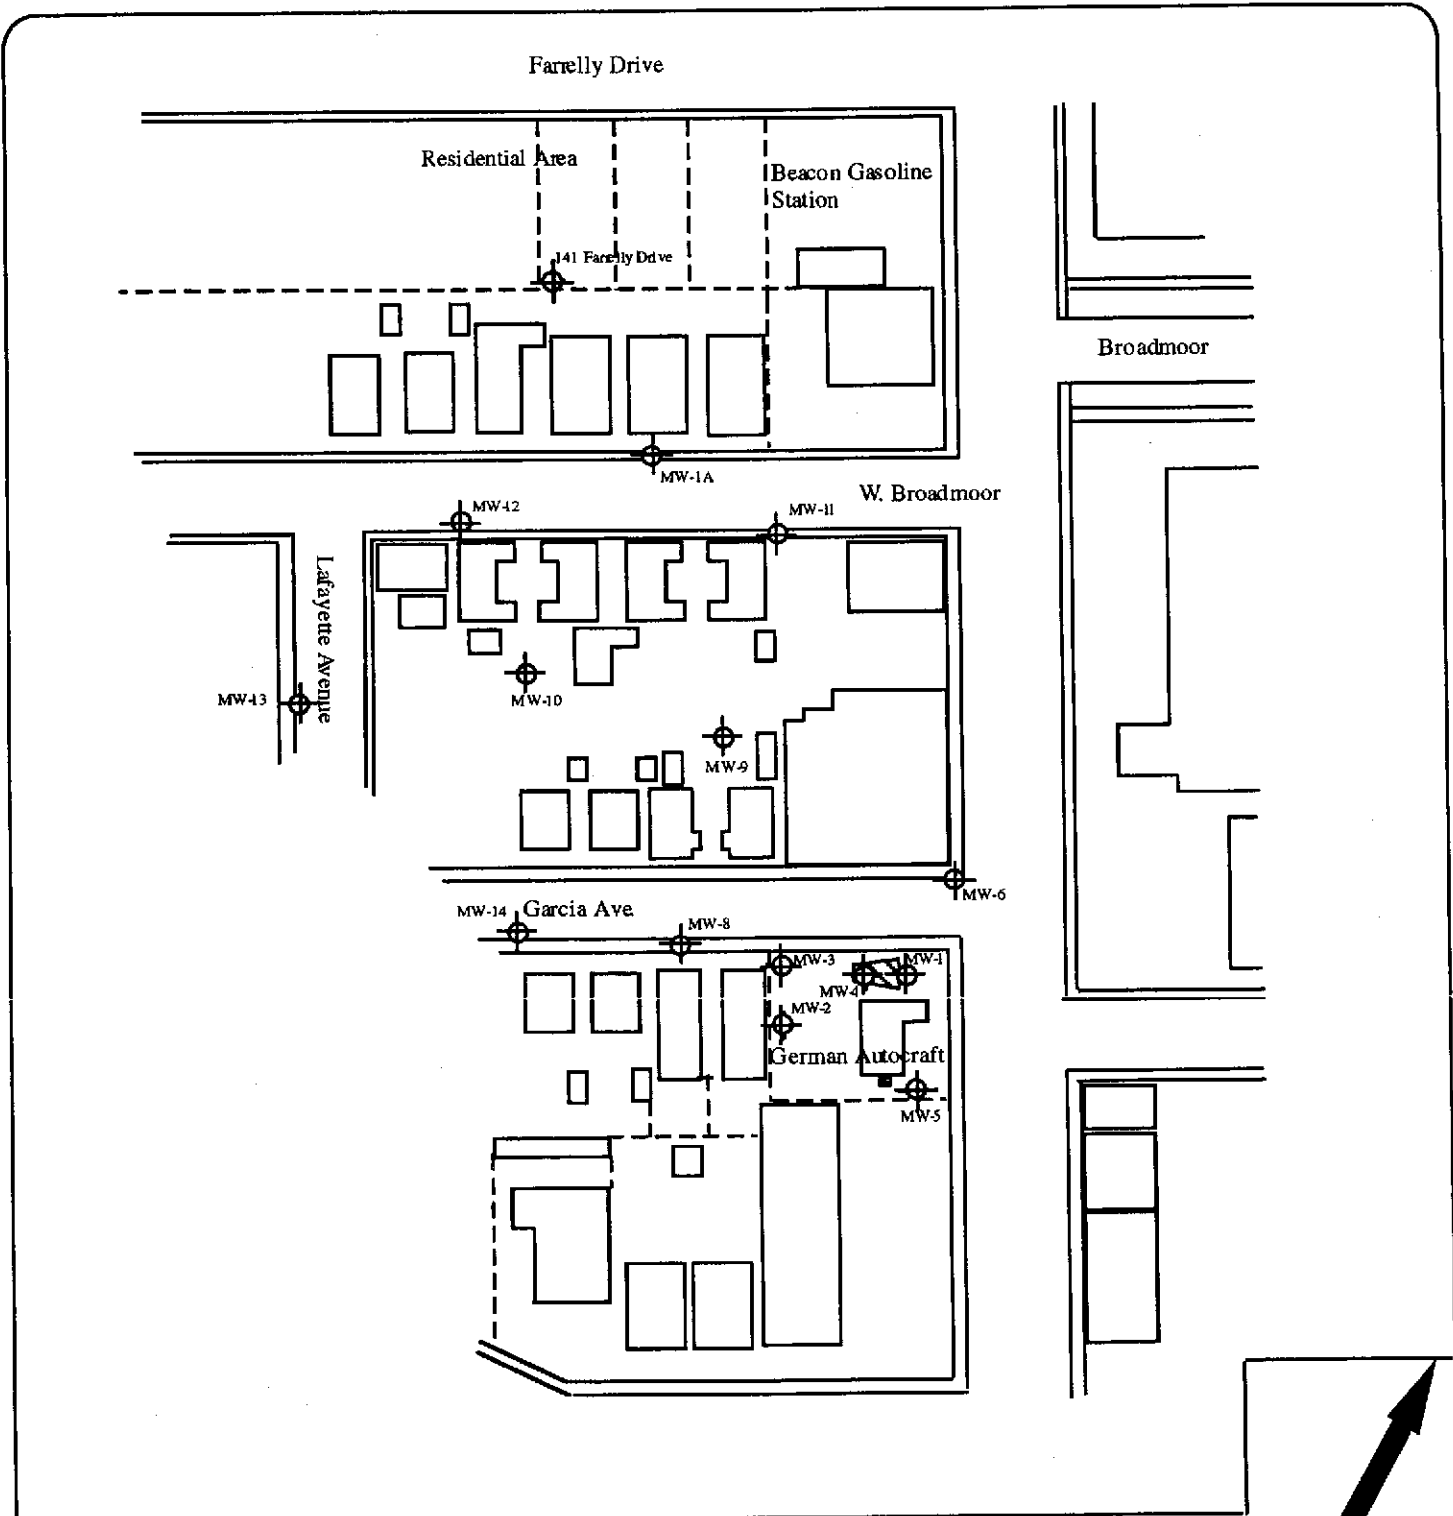 Farrelly Drive
Residential Area
Beacon Gasoline
Station
141 Farrelly Drive
Broadmoor
MW-1A
W. Broadmoor
MW-12
MW-11
Lafayette Avenue
MW-13
MW-10
MW-9
MW-6
MW-14
Garcia Ave.
MW-8
MW-3
MW-1
MW-4
MW-2
German Autocraft
MW-5